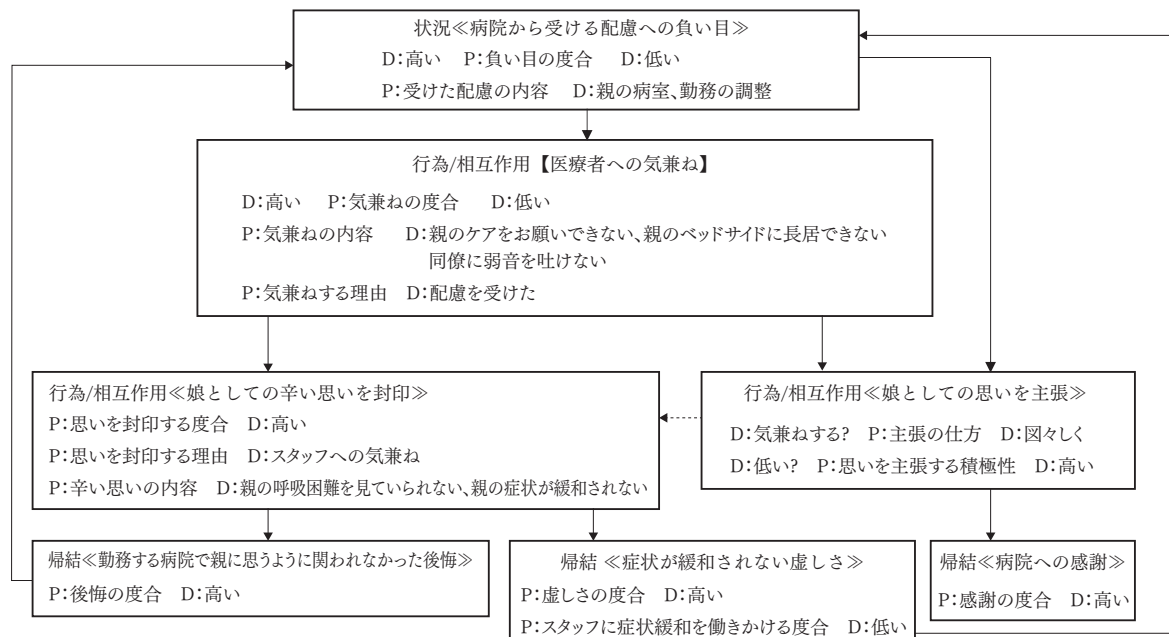 状況≪病院から受ける配慮への負い目≫
D：高い　P：負い目の度合　D：低い
P：受けた配慮の内容　D：親の病室、勤務の調整
行為/相互作用【医療者への気兼ね】
D：高い　P：気兼ねの度合　D：低い
P：気兼ねの内容　D：親のケアをお願いできない、親のベッドサイドに長居できない
同僚に弱音を吐けない
P：気兼ねする理由　D：配慮を受けた
行為/相互作用≪娘としての辛い思いを封印≫
P：思いを封印する度合　D：高い
P：思いを封印する理由　D：スタッフへの気兼ね
P：辛い思いの内容　D：親の呼吸困難を見ていられない、親の症状が緩和されない
行為/相互作用≪娘としての思いを主張≫
D：気兼ねする?　P：主張の仕方　D：図々しく
D：低い?　P：思いを主張する積極性　D：高い
帰結≪勤務する病院で親に思うように関われなかった後悔≫
P：後悔の度合　D：高い
帰結 ≪症状が緩和されない虚しさ≫
P：虚しさの度合　D：高い
P：スタッフに症状緩和を働きかける度合　D：低い
帰結≪病院への感謝≫
P：感謝の度合　D：高い